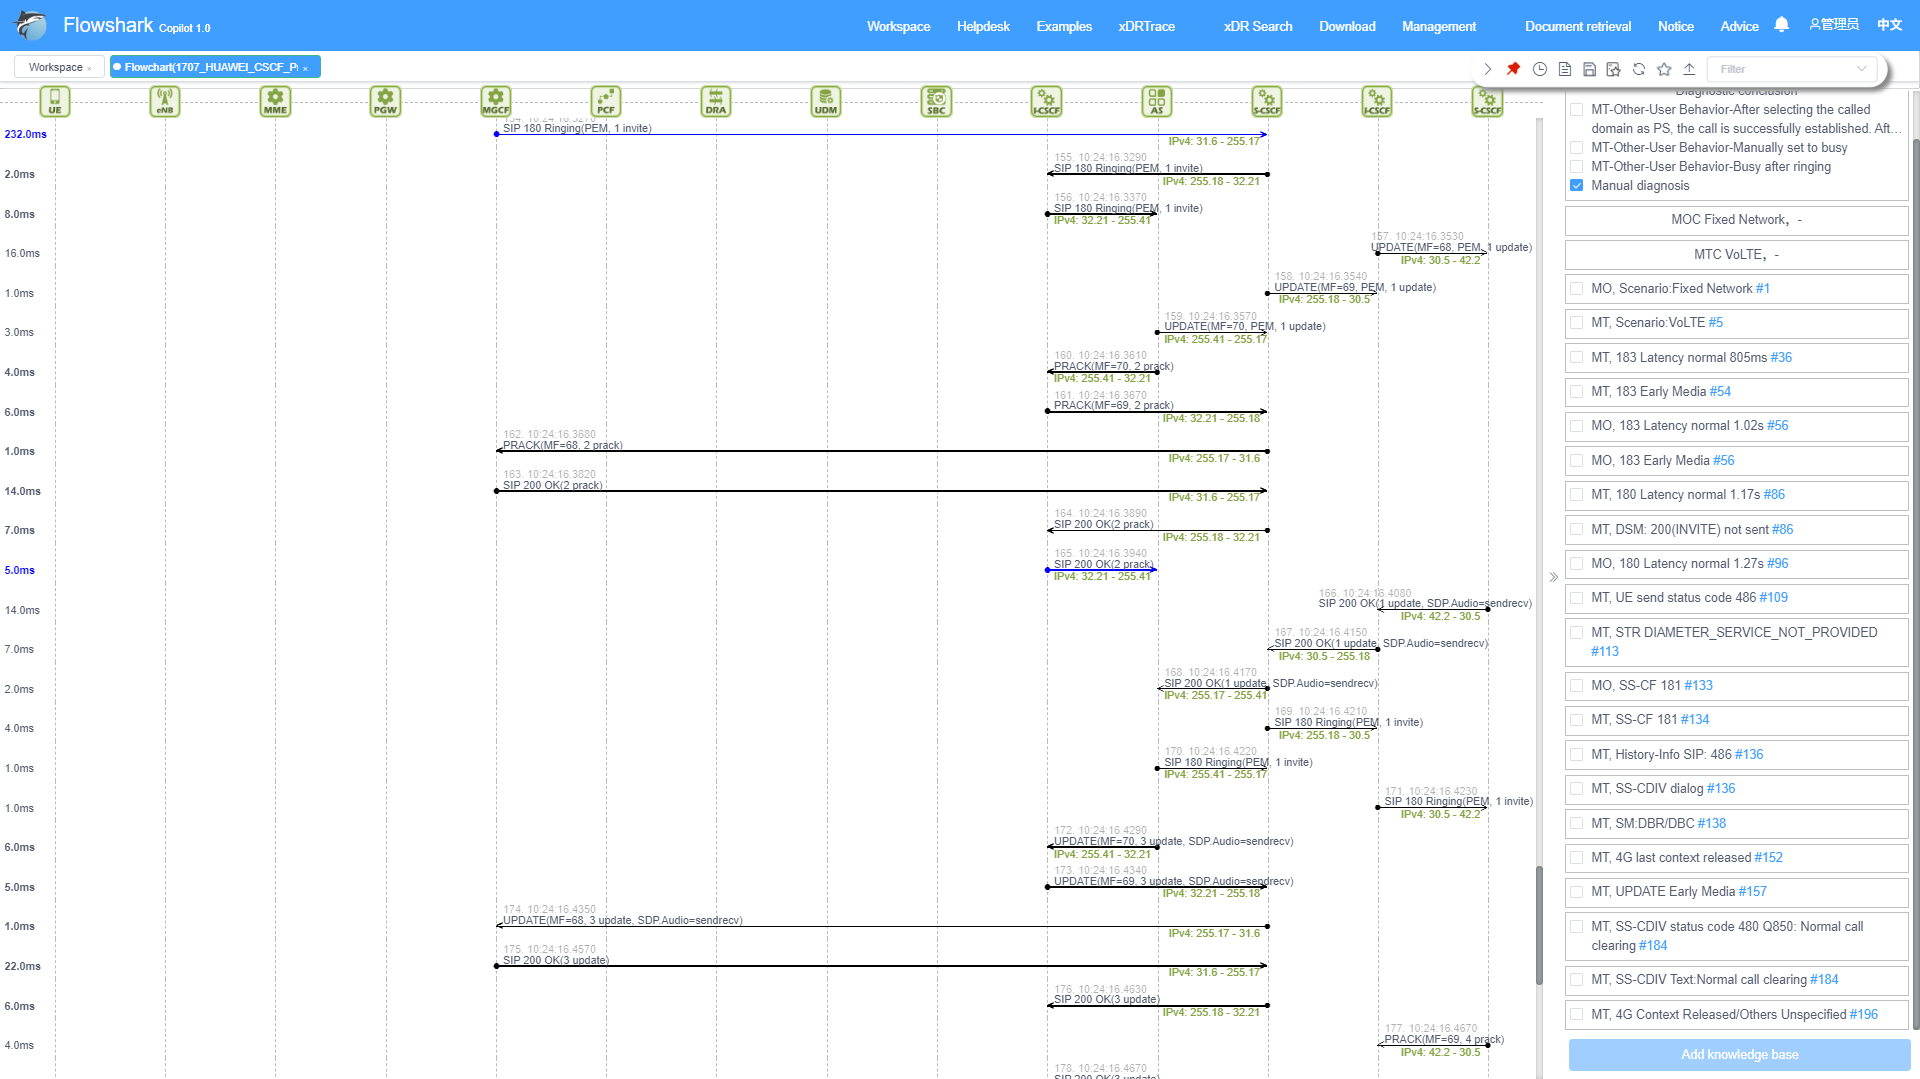 Flowshark Copilot 1.0
Workspace Helpdesk Examples xDRTrace xDR Search Download Management Document retrieval Notice Advice 管理员 中文
Workspace × Flowchart(1707_HUAWEI_CSCF_P ×
Filter
UE eNB MME PGW MGCF PCF DRA UDM SBC I-CSCF AS S-CSCF I-CSCF S-CSCF
232.0ms
SIP 180 Ringing(PEM, 1 invite)
IPv4: 31.6 - 255.17
155. 10:24:16.3290
2.0ms
SIP 180 Ringing(PEM, 1 invite)
IPv4: 255.18 - 32.21
156. 10:24:16.3370
8.0ms
SIP 180 Ringing(PEM, 1 invite)
IPv4: 32.21 - 255.41
157. 10:24:16.3530
16.0ms
UPDATE(MF=68, PEM, 1 update)
IPv4: 30.5 - 42.2
158. 10:24:16.3540
1.0ms
UPDATE(MF=69, PEM, 1 update)
IPv4: 255.18 - 30.5
159. 10:24:16.3570
3.0ms
UPDATE(MF=70, PEM, 1 update)
IPv4: 255.41 - 255.17
160. 10:24:16.3610
4.0ms
PRACK(MF=70, 2 prack)
IPv4: 255.41 - 32.21
161. 10:24:16.3670
6.0ms
PRACK(MF=69, 2 prack)
IPv4: 32.21 - 255.18
162. 10:24:16.3680
1.0ms
PRACK(MF=68, 2 prack)
IPv4: 255.17 - 31.6
163. 10:24:16.3820
14.0ms
SIP 200 OK(2 prack)
IPv4: 31.6 - 255.17
164. 10:24:16.3890
7.0ms
SIP 200 OK(2 prack)
IPv4: 255.18 - 32.21
165. 10:24:16.3940
5.0ms
SIP 200 OK(2 prack)
IPv4: 32.21 - 255.41
166. 10:24:16.4080
14.0ms
SIP 200 OK(1 update, SDP.Audio=sendrecv)
IPv4: 42.2 - 30.5
167. 10:24:16.4150
7.0ms
SIP 200 OK(1 update, SDP.Audio=sendrecv)
IPv4: 30.5 - 255.18
168. 10:24:16.4170
2.0ms
SIP 200 OK(1 update, SDP.Audio=sendrecv)
IPv4: 255.17 - 255.41
169. 10:24:16.4210
4.0ms
SIP 180 Ringing(PEM, 1 invite)
IPv4: 255.18 - 30.5
170. 10:24:16.4220
1.0ms
SIP 180 Ringing(PEM, 1 invite)
IPv4: 255.41 - 255.17
171. 10:24:16.4230
1.0ms
SIP 180 Ringing(PEM, 1 invite)
IPv4: 30.5 - 42.2
172. 10:24:16.4290
6.0ms
UPDATE(MF=70, 3 update, SDP.Audio=sendrecv)
IPv4: 255.41 - 32.21
173. 10:24:16.4340
5.0ms
UPDATE(MF=69, 3 update, SDP.Audio=sendrecv)
IPv4: 32.21 - 255.18
174. 10:24:16.4350
1.0ms
UPDATE(MF=68, 3 update, SDP.Audio=sendrecv)
IPv4: 255.17 - 31.6
175. 10:24:16.4570
22.0ms
SIP 200 OK(3 update)
IPv4: 31.6 - 255.17
176. 10:24:16.4630
6.0ms
SIP 200 OK(3 update)
IPv4: 255.18 - 32.21
177. 10:24:16.4670
4.0ms
PRACK(MF=69, 4 prack)
IPv4: 42.2 - 30.5
178. 10:24:16.4670
SIP 200 OK(3 update)
Diagnostic conclusion
MT-Other-User Behavior-After selecting the called
domain as PS, the call is successfully established. Aft...
MT-Other-User Behavior-Manually set to busy
MT-Other-User Behavior-Busy after ringing
Manual diagnosis
MOC Fixed Network，-
MTC VoLTE，-
MO, Scenario:Fixed Network #1
MT, Scenario:VoLTE #5
MT, 183 Latency normal 805ms #36
MT, 183 Early Media #54
MO, 183 Latency normal 1.02s #56
MO, 183 Early Media #56
MT, 180 Latency normal 1.17s #86
MT, DSM: 200(INVITE) not sent #86
MO, 180 Latency normal 1.27s #96
MT, UE send status code 486 #109
MT, STR DIAMETER_SERVICE_NOT_PROVIDED
#113
MO, SS-CF 181 #133
MT, SS-CF 181 #134
MT, History-Info SIP: 486 #136
MT, SS-CDIV dialog #136
MT, SM:DBR/DBC #138
MT, 4G last context released #152
MT, UPDATE Early Media #157
MT, SS-CDIV status code 480 Q850: Normal call
clearing #184
MT, SS-CDIV Text:Normal call clearing #184
MT, 4G Context Released/Others Unspecified #196
Add knowledge base